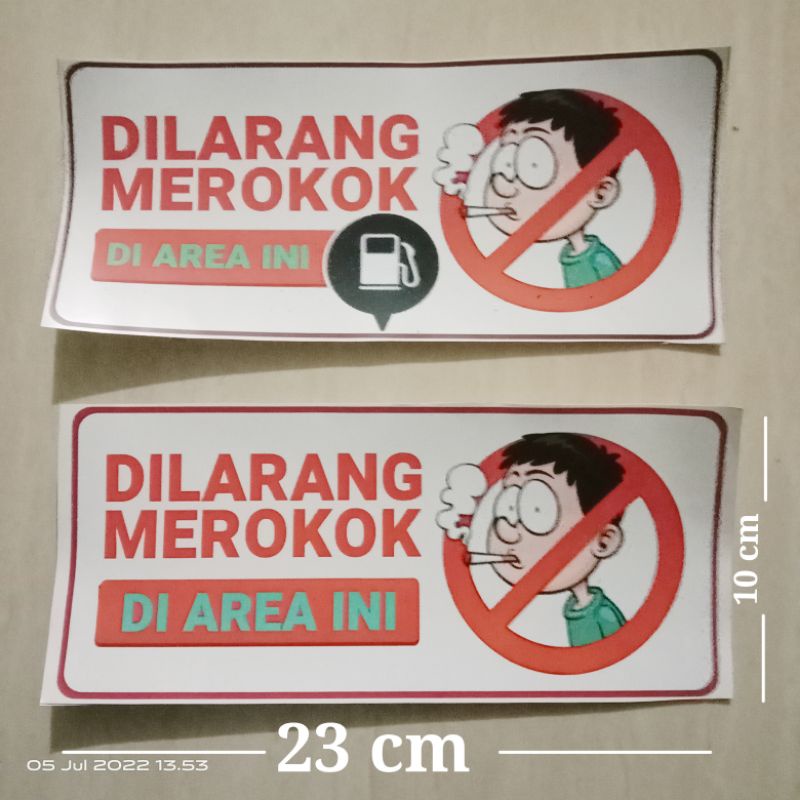 DILARANG
MEROKOK
DI AREA INI
DILARANG
MEROKOK
DI AREA INI
10 cm
23 cm
05 Jul 2022 13.53